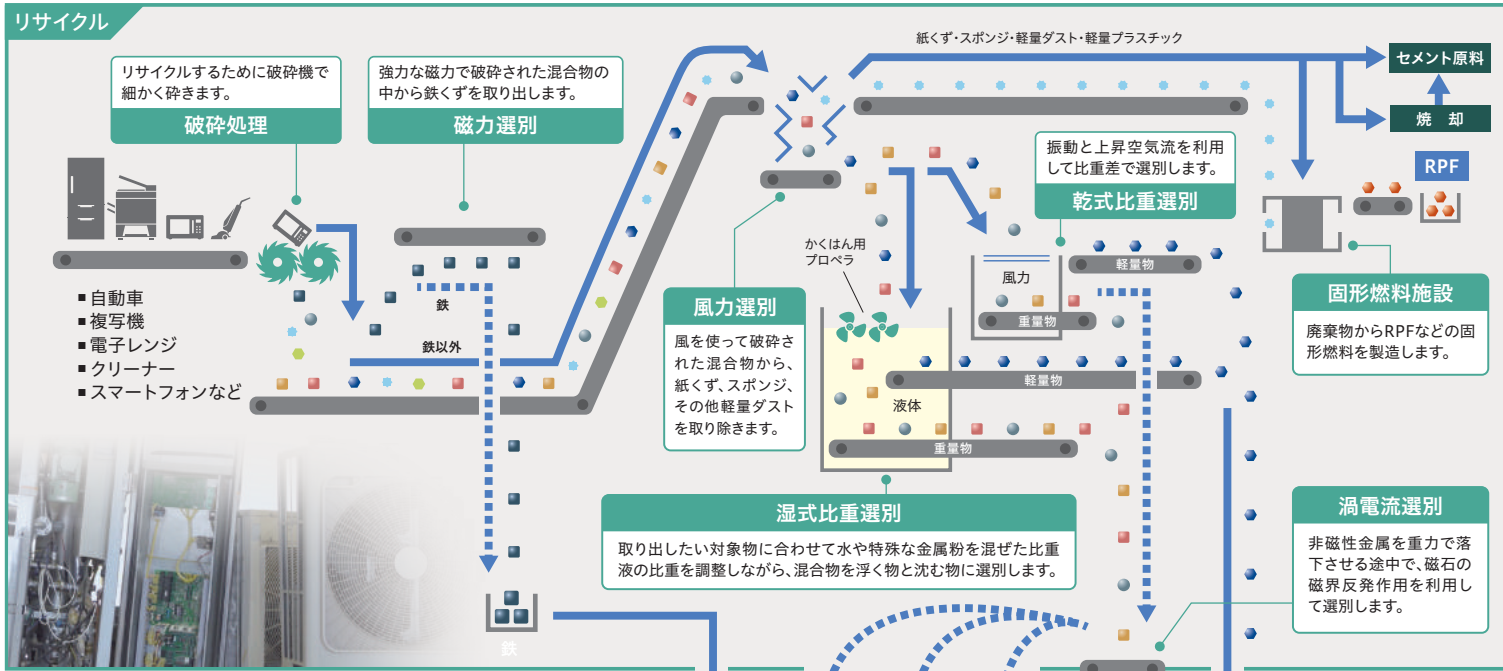 リサイクル
リサイクルするために破砕機で
細かく砕きます。
破砕処理
強力な磁力で破砕された混合物の
中から鉄くずを取り出します。
磁力選別
紙くず・スポンジ・軽量ダスト・軽量プラスチック
セメント原料
焼 却
RPF
振動と上昇空気流を利用
して比重差で選別します。
乾式比重選別
■自動車
■複写機
■電子レンジ
■クリーナー
■スマートフォンなど
鉄
鉄以外
風力選別
風を使って破砕さ
れた混合物から、
紙くず、スポンジ、
その他軽量ダスト
を取り除きます。
かくはん用
プロペラ
風力
重量物
軽量物
軽量物
液体
重量物
固形燃料施設
廃棄物からRPFなどの固
形燃料を製造します。
湿式比重選別
取り出したい対象物に合わせて水や特殊な金属粉を混ぜた比重
液の比重を調整しながら、混合物を浮く物と沈む物に選別します。
渦電流選別
非磁性金属を重力で落
下させる途中で、磁石の
磁界反発作用を利用し
て選別します。
鉄